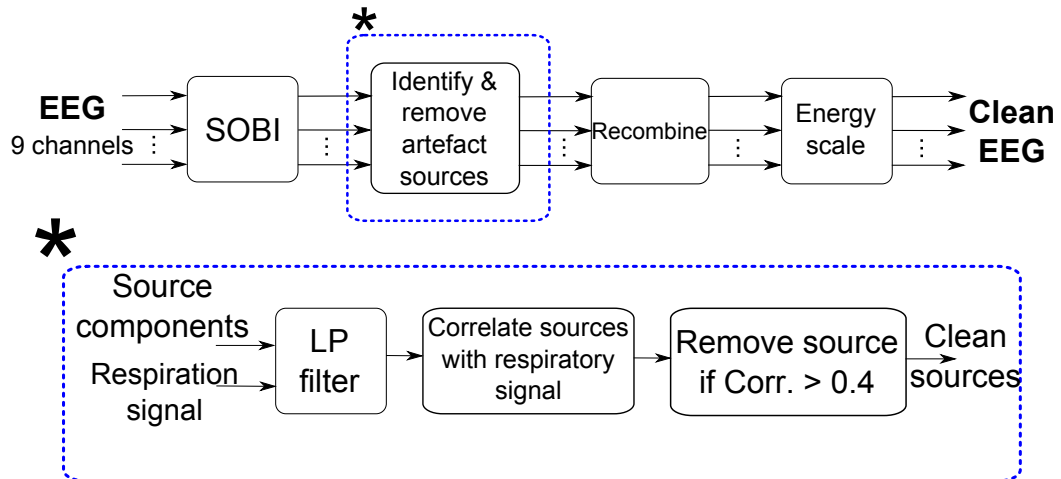 *
EEG
9 channels
SOBI
Identify &
remove
artefact
sources
Recombine
Energy
scale
Clean
EEG
*
Source
components
Respiration
signal
LP
filter
Correlate sources
with respiratory
signal
Remove source
if Corr. > 0.4
Clean
sources